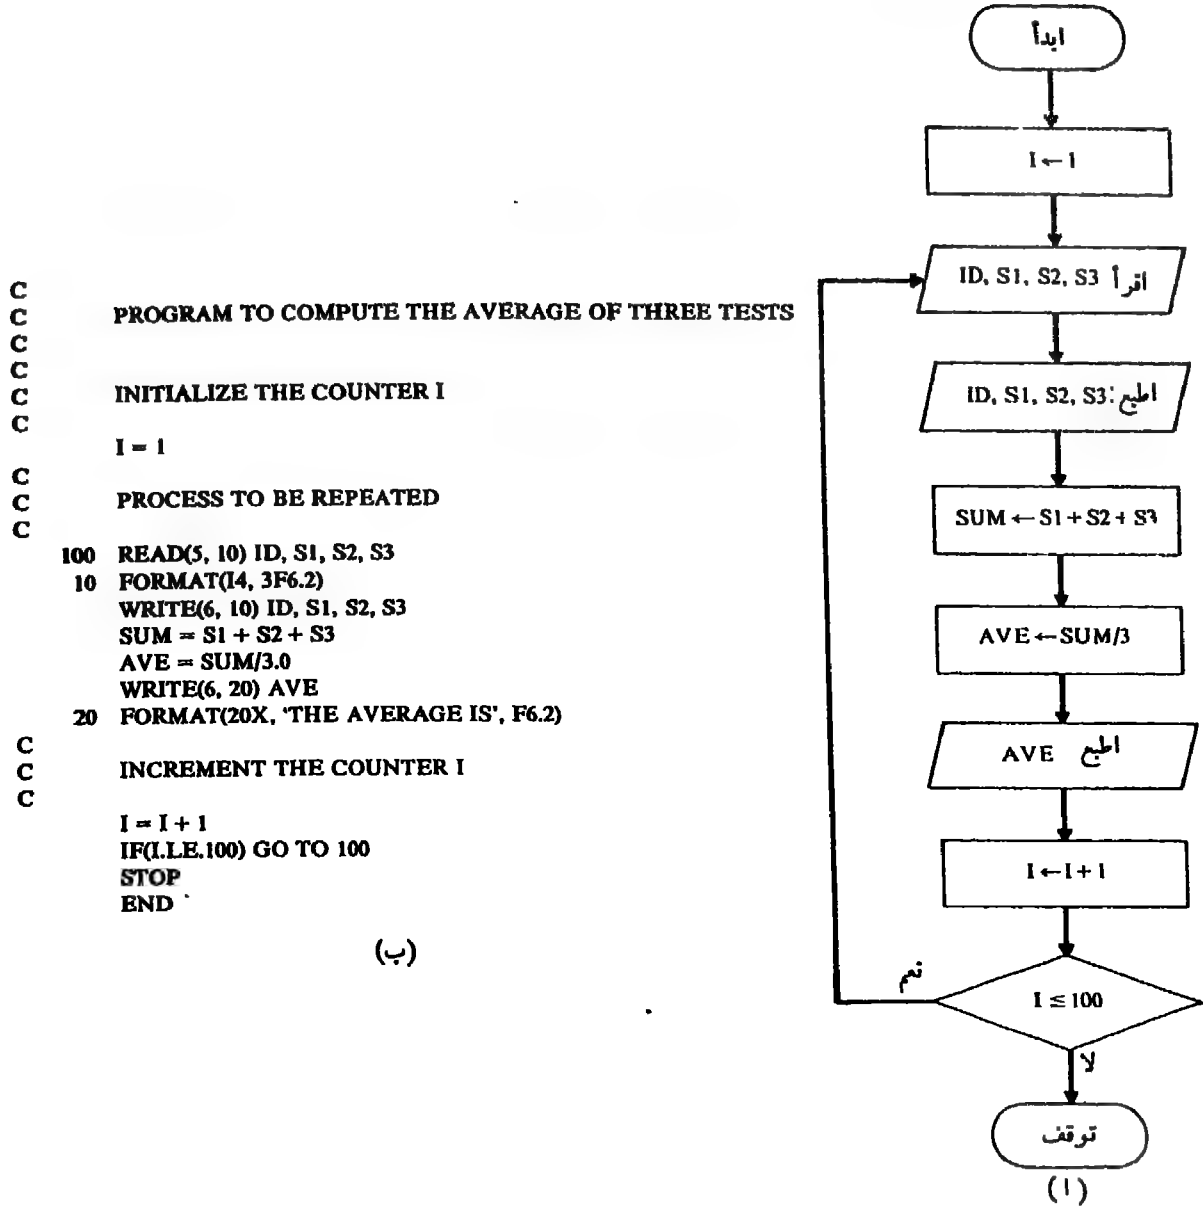 C
C PROGRAM TO COMPUTE THE AVERAGE OF THREE TESTS
C
C
C INITIALIZE THE COUNTER I
C
I = 1
C
C PROCESS TO BE REPEATED
C
100 READ(5, 10) ID, S1, S2, S3
10 FORMAT(I4, 3F6.2)
WRITE(6, 10) ID, S1, S2, S3
SUM = S1 + S2 + S3
AVE = SUM/3.0
WRITE(6, 20) AVE
20 FORMAT(20X, 'THE AVERAGE IS', F6.2)
C
C INCREMENT THE COUNTER I
C
I = I + 1
IF(I.LE.100) GO TO 100
STOP
END
(ب)
ابدأ
I ← 1
اقرأ ID, S1, S2, S3
اطبع: ID, S1, S2, S3
SUM ← S1 + S2 + S3
AVE ← SUM/3
اطبع AVE
I ← I + 1
I ≦ 100
نعم
لا
توقف
(ا)